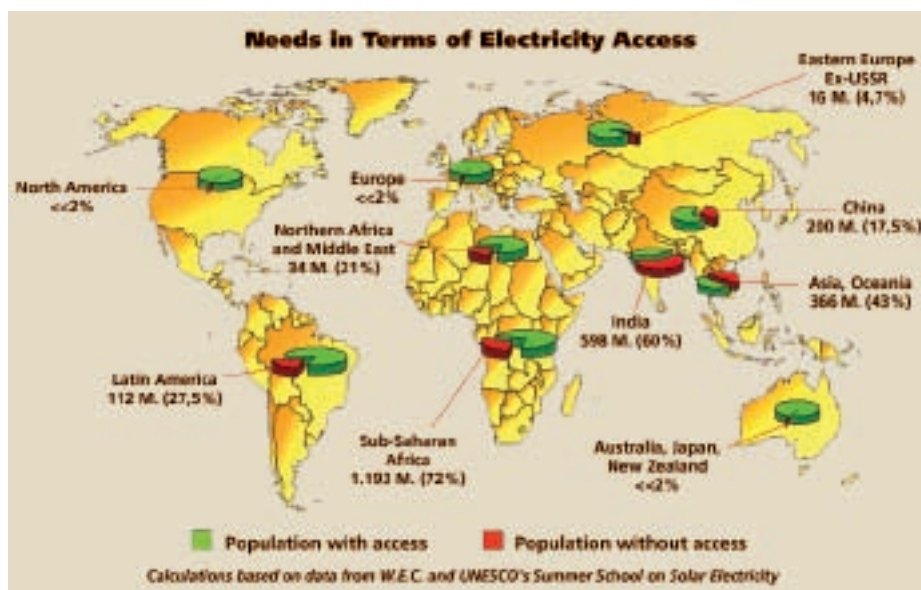 Needs in Terms of Electricity Access
Eastern Europe
Ex-USSR
16 M. (4,7%)
North America
<<2%
Europe
<<2%
Northern Africa
and Middle East
34 M. (21%)
China
200 M. (17,5%)
Asia, Oceania
366 M. (43%)
India
598 M. (60%)
Latin America
112 M. (27,5%)
Sub-Saharan
Africa
1.193 M. (72%)
Australia, Japan,
New Zealand
<<2%
Population with access
Population without access
Calculations based on data from W.E.C. and UNESCO's Summer School on Solar Electricity